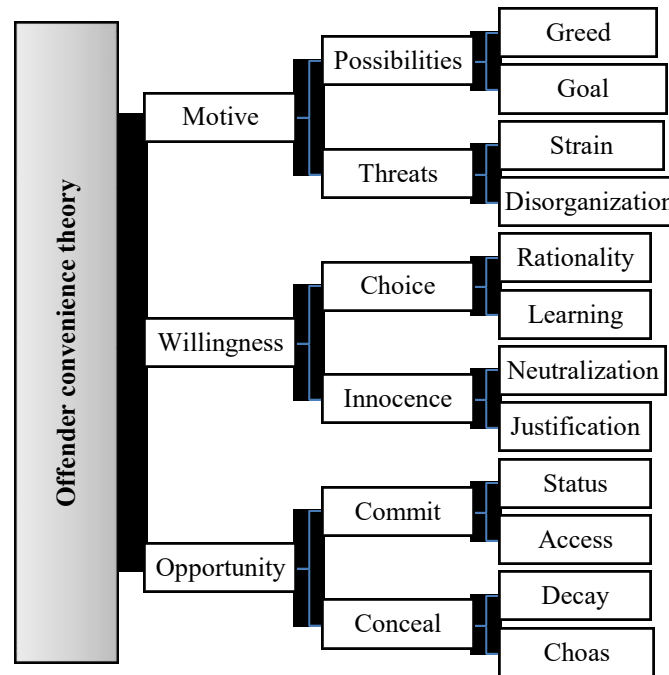 Offender convenience theory
Motive
Possibilities
Greed
Goal
Threats
Strain
Disorganization
Willingness
Choice
Rationality
Learning
Innocence
Neutralization
Justification
Opportunity
Commit
Status
Access
Conceal
Decay
Choas